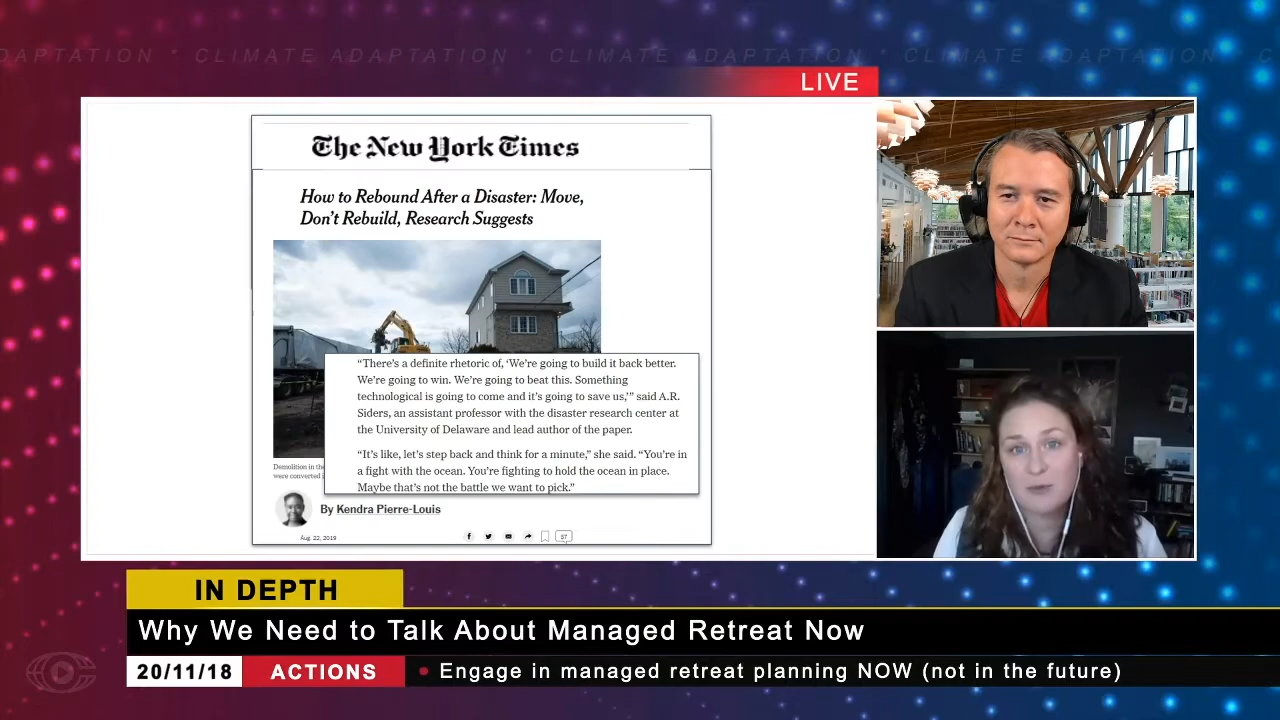 DAPTATION * CLIMATE ADAPTATION * CLIMATE ADAPTATION * CLIMATE ADAPTATION * C
LIVE
The New York Times
How to Rebound After a Disaster: Move,
Don't Rebuild, Research Suggests
“There's a definite rhetoric of, ‘We're going to build it back better.
We're going to win. We're going to beat this. Something
technological is going to come and it's going to save us,’” said A.R.
Siders, an assistant professor with the disaster research center at
the University of Delaware and lead author of the paper.
“It's like, let's step back and think for a minute,” she said. “You're in
a fight with the ocean. You're fighting to hold the ocean in place.
Maybe that's not the battle we want to pick.”
Demolition in the
were converted
By Kendra Pierre-Louis
Aug. 22, 2019
57
IN DEPTH
Why We Need to Talk About Managed Retreat Now
20/11/18 ACTIONS • Engage in managed retreat planning NOW (not in the future)